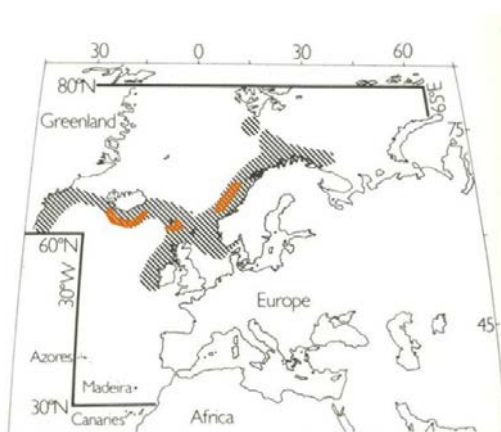 30 0 30 60
80°N
65°E
75
Greenland
60°N
30°W
Europe
45
Azores
Madeira
30°N
Canaries
Africa